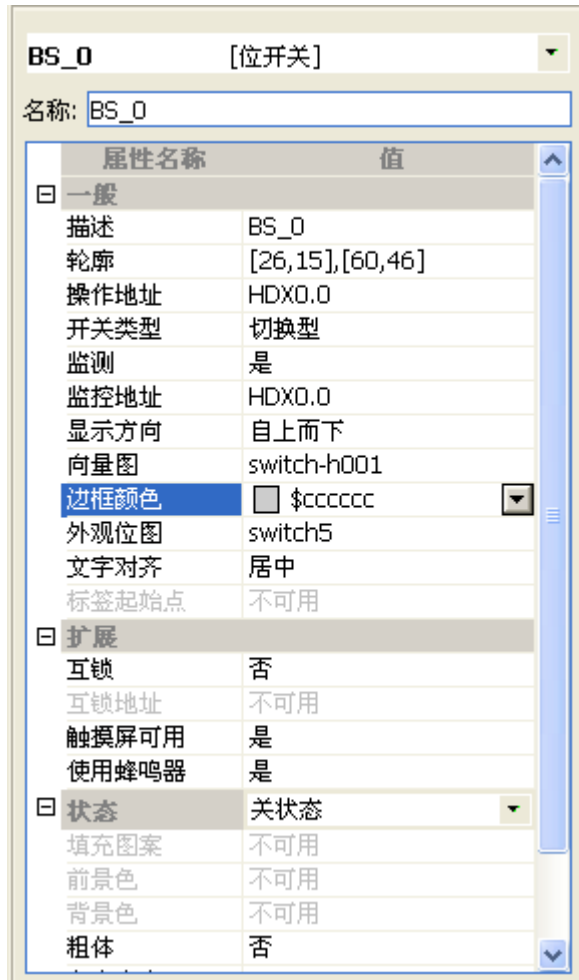 BS_0 [位开关]
名称: BS_0
属性名称 值
一般
描述 BS_0
轮廓 [26,15],[60,46]
操作地址 HDX0.0
开关类型 切换型
监测 是
监控地址 HDX0.0
显示方向 自上而下
向量图 switch-h001
边框颜色 $cccccc
外观位图 switch5
文字对齐 居中
标签起始点 不可用
扩展
互锁 否
互锁地址 不可用
触摸屏可用 是
使用蜂鸣器 是
状态 关状态
填充图案 不可用
前景色 不可用
背景色 不可用
粗体 否